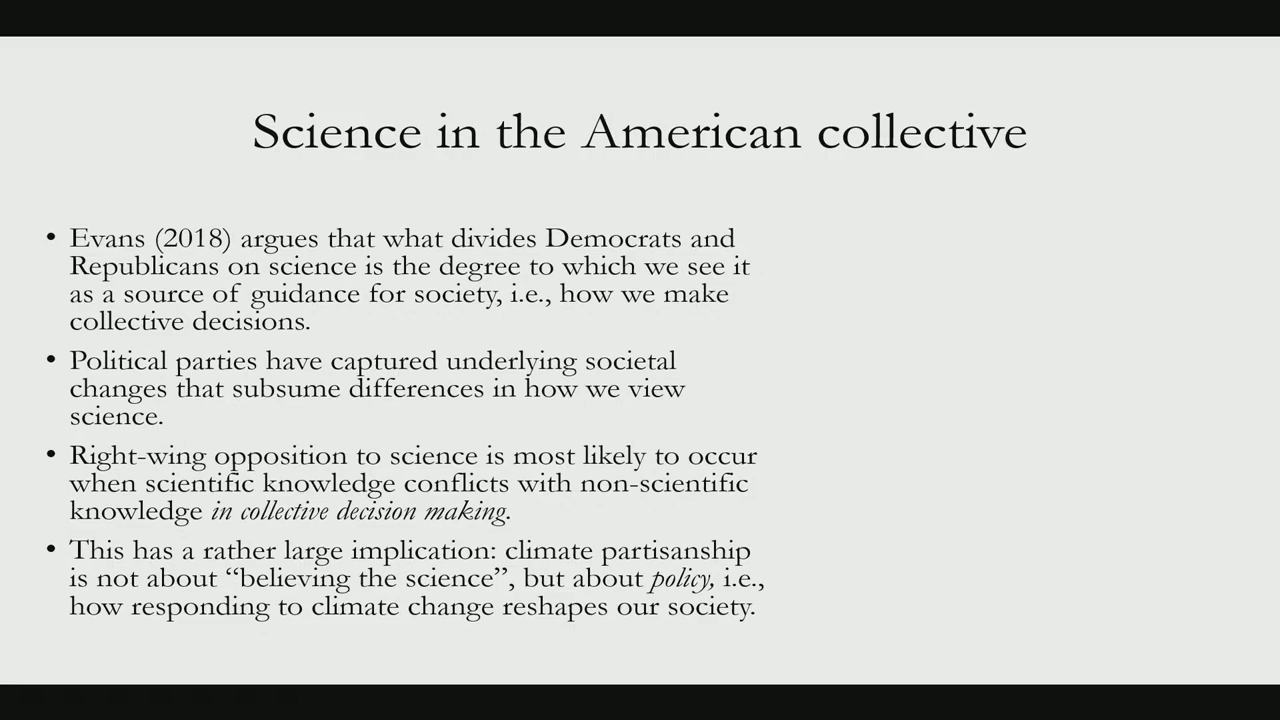 Science in the American collective
• Evans (2018) argues that what divides Democrats and
Republicans on science is the degree to which we see it
as a source of guidance for society, i.e., how we make
collective decisions.
• Political parties have captured underlying societal
changes that subsume differences in how we view
science.
• Right-wing opposition to science is most likely to occur
when scientific knowledge conflicts with non-scientific
knowledge in collective decision making.
• This has a rather large implication: climate partisanship
is not about “believing the science”, but about policy, i.e.,
how responding to climate change reshapes our society.